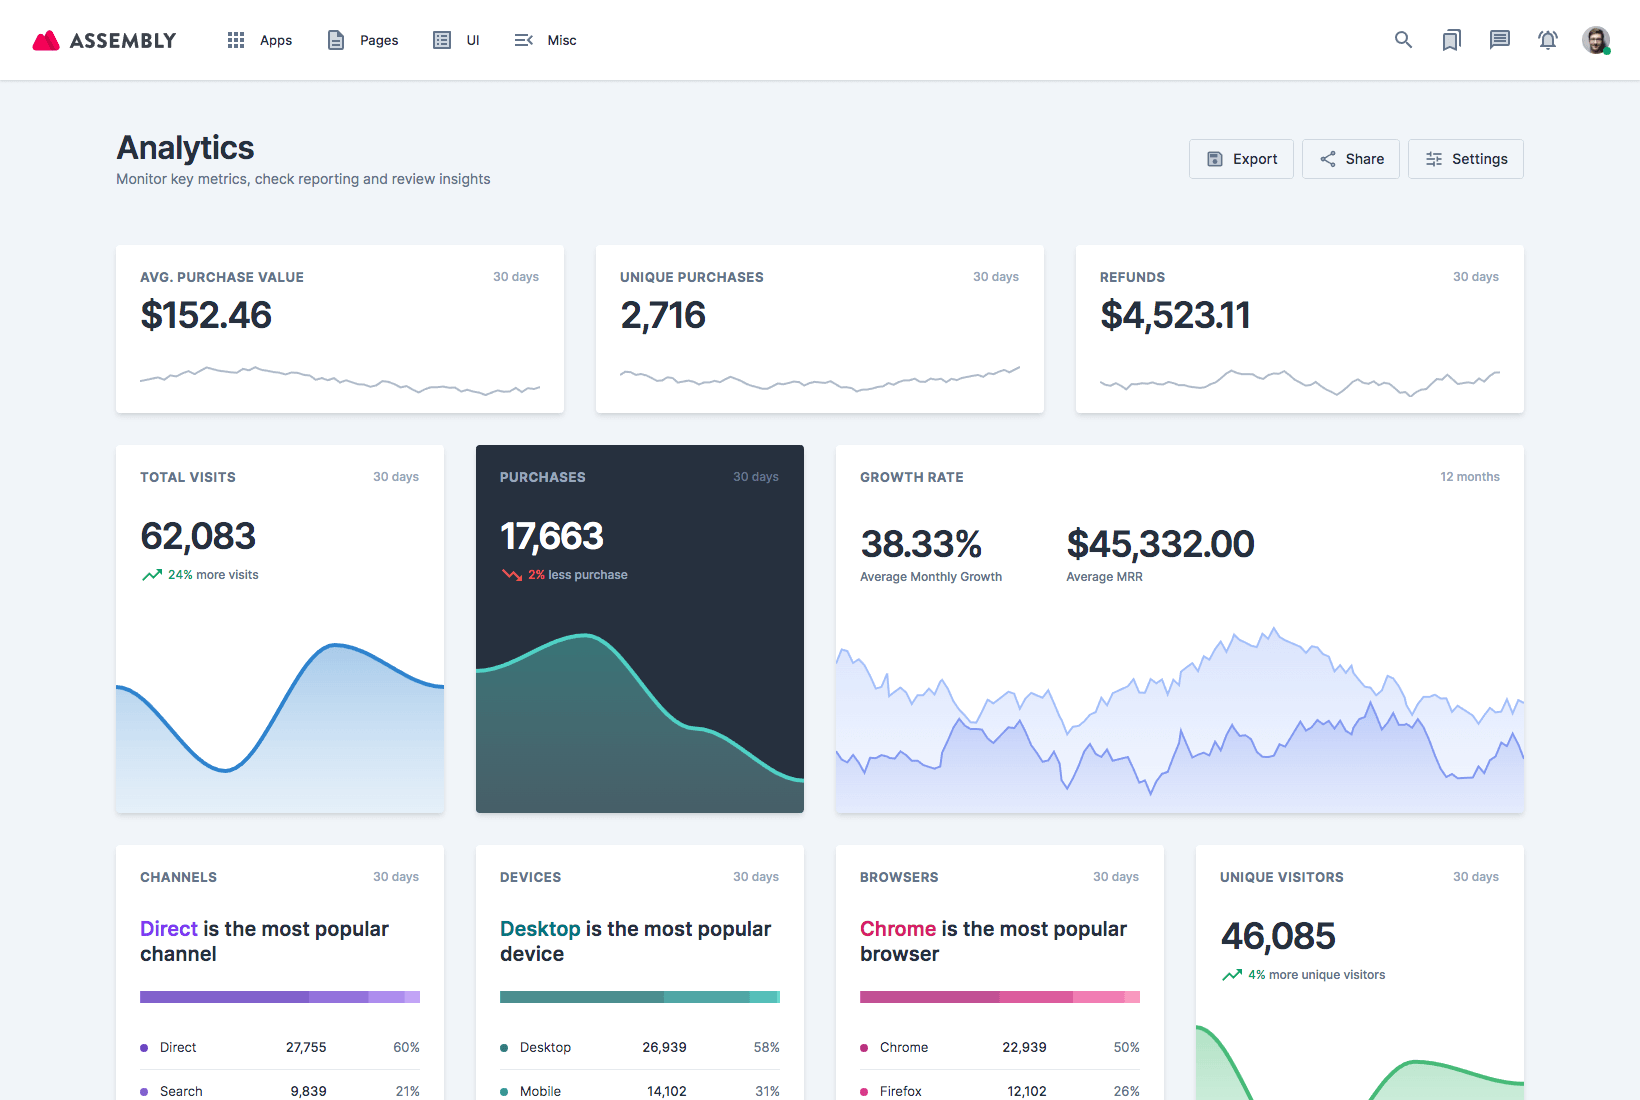 ASSEMBLY Apps Pages UI Misc
Analytics
Monitor key metrics, check reporting and review insights
Export Share Settings
AVG. PURCHASE VALUE 30 days
$152.46
UNIQUE PURCHASES 30 days
2,716
REFUNDS 30 days
$4,523.11
TOTAL VISITS 30 days
62,083
24% more visits
PURCHASES 30 days
17,663
2% less purchase
GROWTH RATE 12 months
38.33% $45,332.00
Average Monthly Growth Average MRR
CHANNELS 30 days
Direct is the most popular
channel
Direct 27,755 60%
Search 9,839 21%
DEVICES 30 days
Desktop is the most popular
device
Desktop 26,939 58%
Mobile 14,102 31%
BROWSERS 30 days
Chrome is the most popular
browser
Chrome 22,939 50%
Firefox 12,102 26%
UNIQUE VISITORS 30 days
46,085
4% more unique visitors